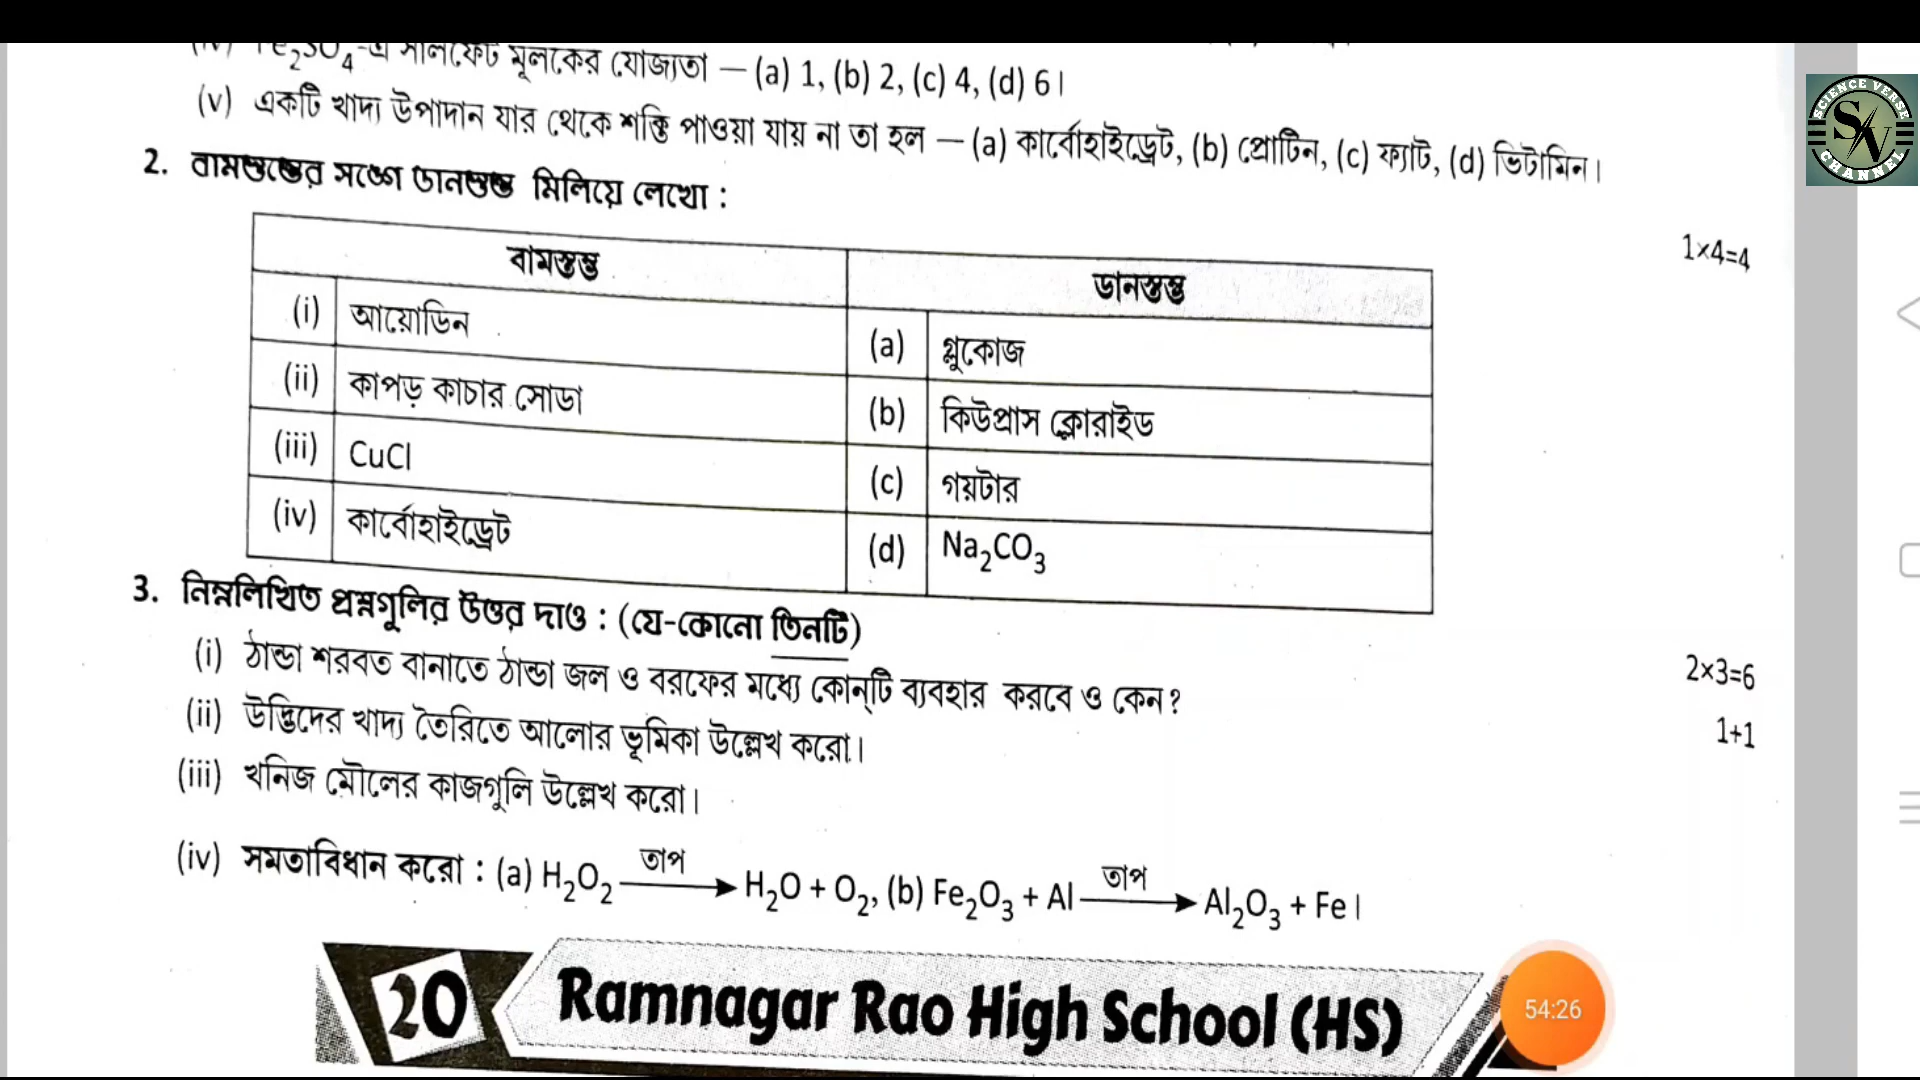 Fe2SO4-এ সালফেট মূলকের যোজ্যতা — (a) 1, (b) 2, (c) 4, (d) 6।
(v) একটি খাদ্য উপাদান যার থেকে শক্তি পাওয়া যায় না তা হল — (a) কার্বোহাইড্রেট, (b) প্রোটিন, (c) ফ্যাট, (d) ভিটামিন।
2. বামস্তম্ভের সঙ্গে ডানস্তম্ভ মিলিয়ে লেখো : 1×4=4
বামস্তম্ভ ডানস্তম্ভ
(i) আয়োডিন (a) গ্লুকোজ
(ii) কাপড় কাচার সোডা (b) কিউপ্রাস ক্লোরাইড
(iii) CuCl (c) গয়টার
(iv) কার্বোহাইড্রেট (d) Na2CO3
3. নিম্নলিখিত প্রশ্নগুলির উত্তর দাও : (যে-কোনো তিনটি) 2×3=6
(i) ঠান্ডা শরবত বানাতে ঠান্ডা জল ও বরফের মধ্যে কোন্‌টি ব্যবহার করবে ও কেন? 1+1
(ii) উদ্ভিদের খাদ্য তৈরিতে আলোর ভূমিকা উল্লেখ করো।
(iii) খনিজ মৌলের কাজগুলি উল্লেখ করো।
(iv) সমতাবিধান করো : (a) H2O2 তাপ→ H2O + O2, (b) Fe2O3 + Al তাপ→ Al2O3 + Fe।
20 Ramnagar Rao High School (HS)
54:26
SCIENCE VERSE
S/V
CHANNEL